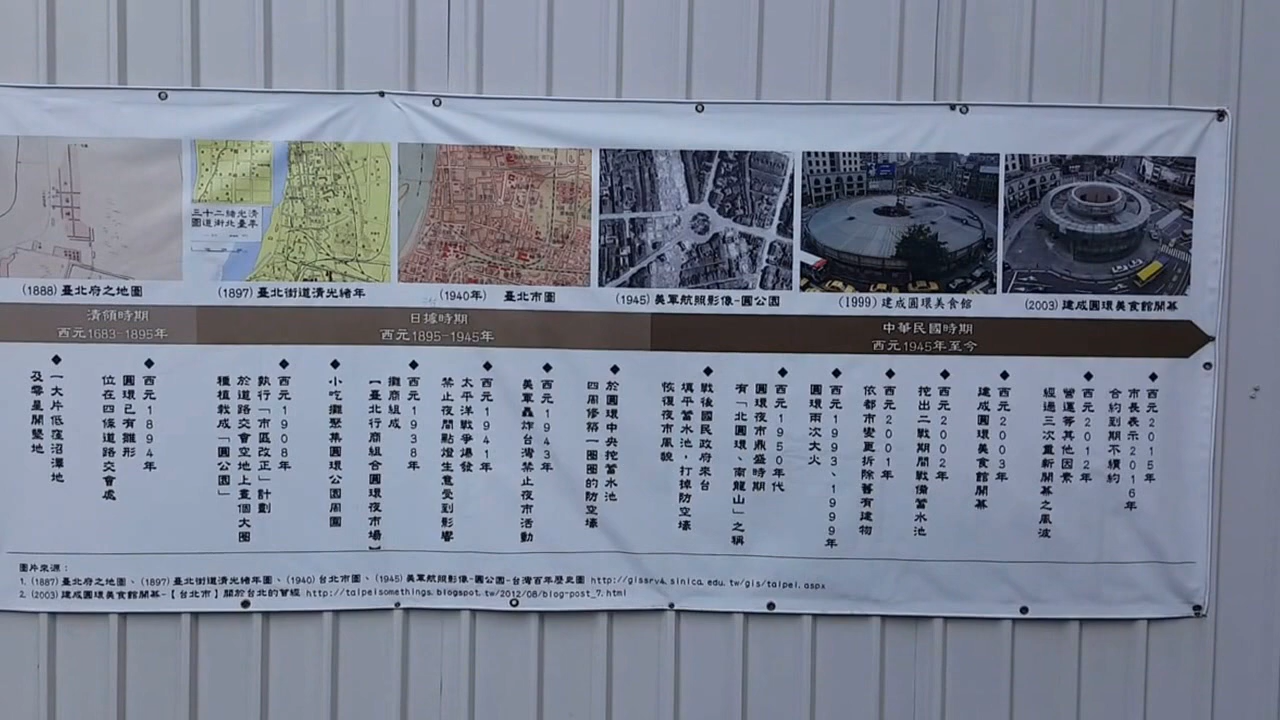 清光緒二十三年臺北街道圖
(1888) 臺北府之地圖
(1897) 臺北街道清光緒年
(1940年) 臺北市圖
(1945) 美軍航照影像-圓公園
(1999) 建成圓環美食館
(2003) 建成圓環美食館開幕
清領時期
西元1683-1895年
日據時期
西元1895-1945年
中華民國時期
西元1945年至今
◆一大片低窪沼澤地
及零星開墾地
◆西元1894年
圓環已有雛形
位在四條道路交會處
◆西元1908年
執行「市區改正」計劃
於道路交會空地上畫個大圈
種植栽成「圓公園」
◆小吃攤聚集圓環公園周圍
◆西元1938年
攤商組成
【臺北行商組合圓環夜市場】
◆西元1941年
太平洋戰爭爆發
禁止夜間點燈生意受到影響
◆西元1943年
美軍轟炸台灣禁止夜市活動
◆於圓環中央挖蓄水池
四周修築一圈圈的防空壕
◆戰後國民政府來台
填平蓄水池，打掉防空壕
恢復夜市風貌
◆西元1950年代
圓環夜市鼎盛時期
有「北圓環、南龍山」之稱
◆西元1993、1999年
圓環兩次大火
◆西元2001年
依都市變更拆除舊有建物
◆西元2002年
挖出二戰期間戰備蓄水池
◆西元2003年
建成圓環美食館開幕
◆西元2012年
營運等其他因素
經過三次重新開幕之風波
◆西元2015年
市長表示2016年
合約到期不續約
圖片來源：
1. (1887) 臺北府之地圖、(1897) 臺北街道清光緒年圖、(1940) 台北市圖、(1945) 美軍航照影像-圓公園-台灣百年歷史圖 http://gissrv4.sinica.edu.tw/gis/taipei.aspx
2. (2003) 建成圓環美食館開幕-【台北市】關於台北的曾經 http://taipeisomethings.blogspot.tw/2012/08/blog-post_7.html